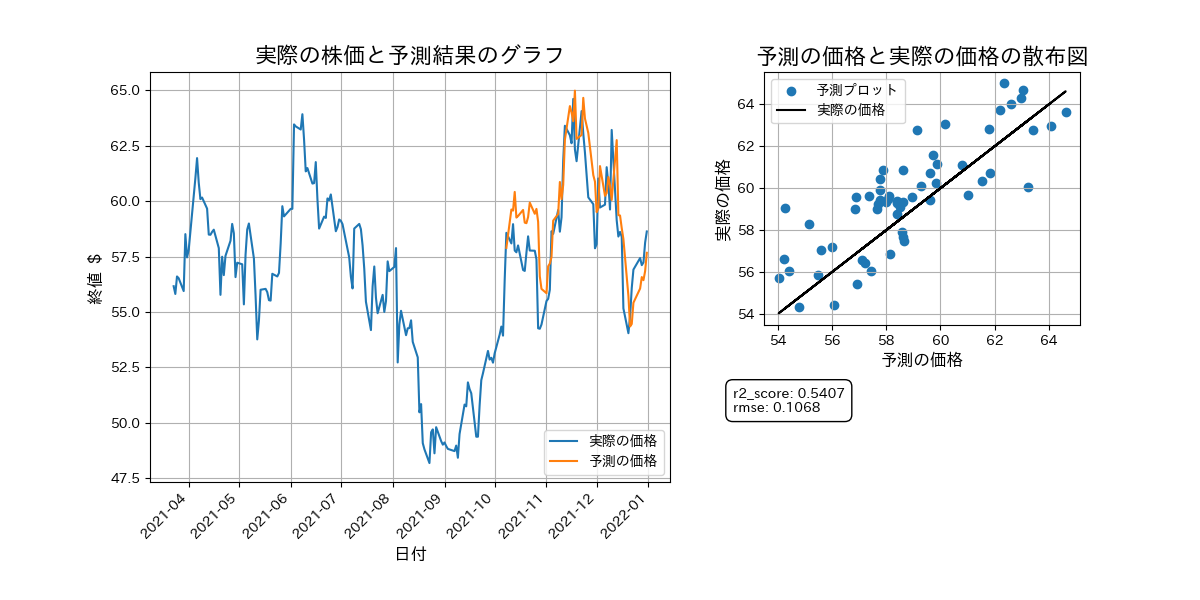 実際の株価と予測結果のグラフ
65.0
62.5
60.0
57.5
55.0
52.5
50.0
47.5
終値 $
2021-04
2021-05
2021-06
2021-07
2021-08
2021-09
2021-10
2021-11
2021-12
2022-01
日付
実際の価格
予測の価格
予測の価格と実際の価格の散布図
予測プロット
実際の価格
64
62
60
58
56
54
実際の価格
54
56
58
60
62
64
予測の価格
r2_score: 0.5407
rmse: 0.1068